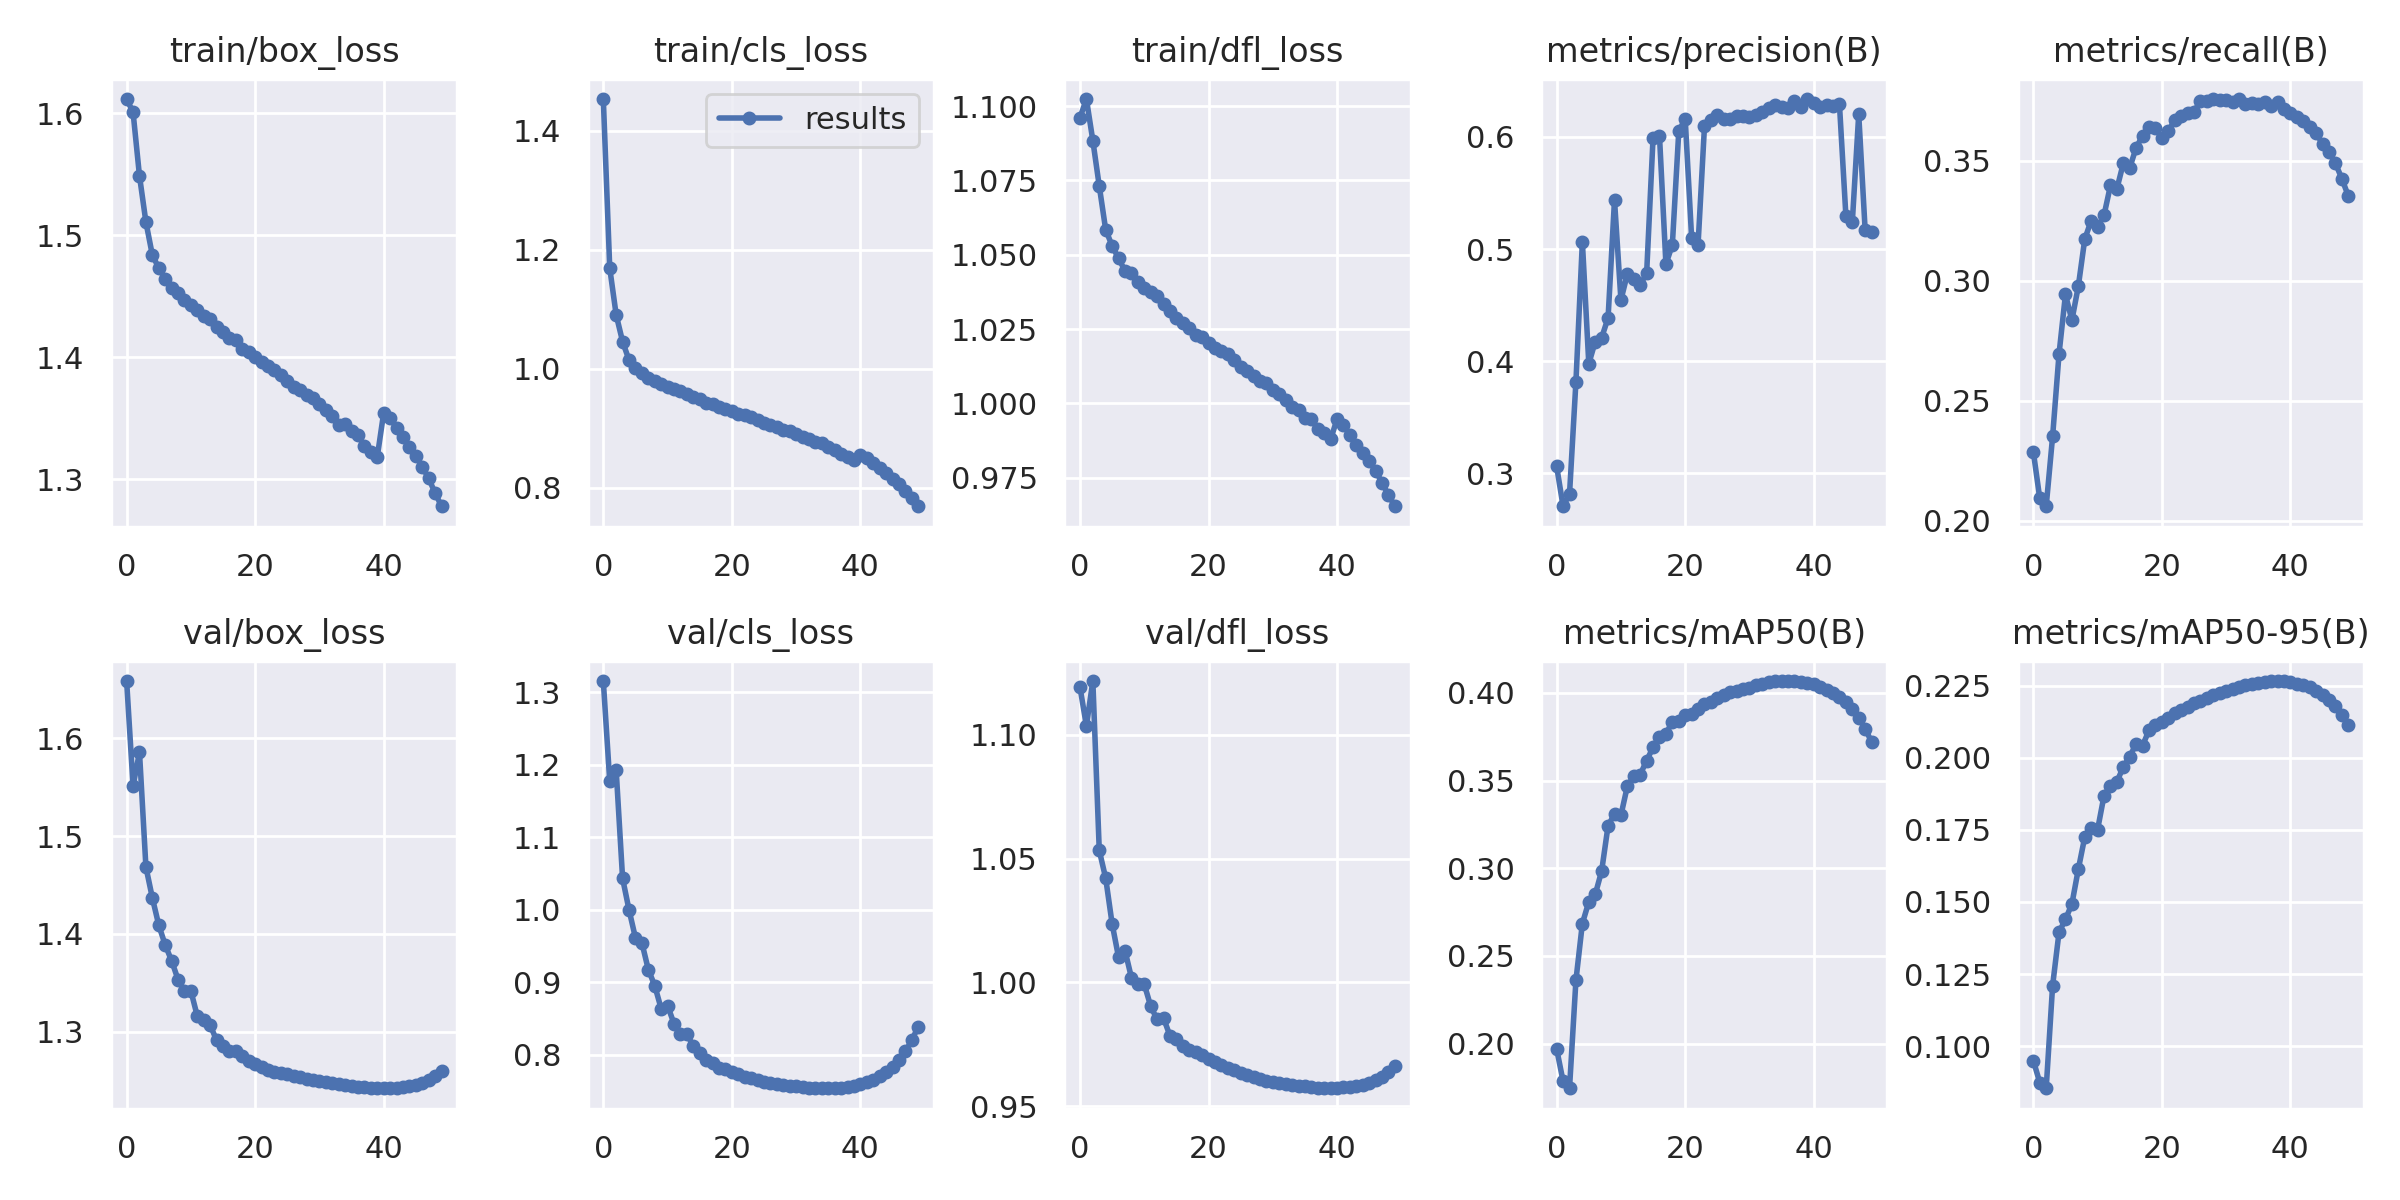 train/box_loss
train/cls_loss
train/dfl_loss
metrics/precision(B)
metrics/recall(B)
results
1.6
1.5
1.4
1.3
0 20 40
1.4
1.2
1.0
0.8
0 20 40
1.100
1.075
1.050
1.025
1.000
0.975
0 20 40
0.6
0.5
0.4
0.3
0 20 40
0.35
0.30
0.25
0.20
0 20 40
val/box_loss
val/cls_loss
val/dfl_loss
metrics/mAP50(B)
metrics/mAP50-95(B)
1.6
1.5
1.4
1.3
0 20 40
1.3
1.2
1.1
1.0
0.9
0.8
0 20 40
1.10
1.05
1.00
0.95
0 20 40
0.40
0.35
0.30
0.25
0.20
0 20 40
0.225
0.200
0.175
0.150
0.125
0.100
0 20 40